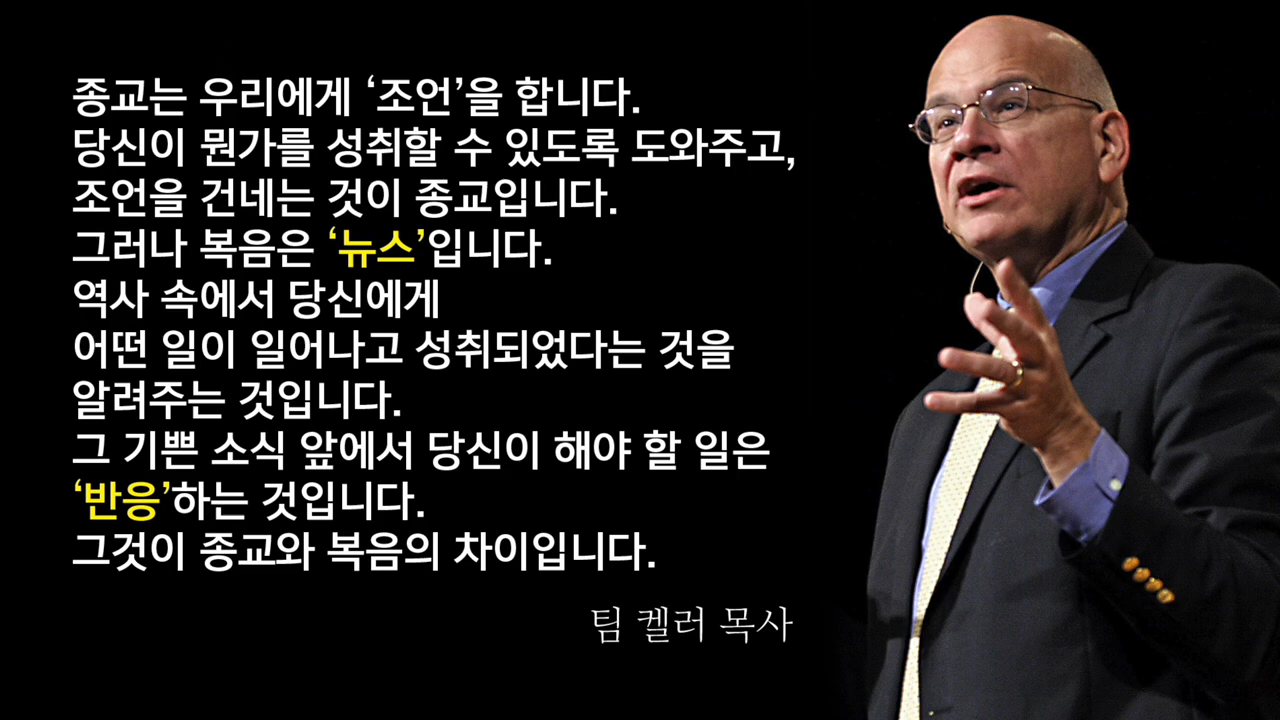 종교는 우리에게 ‘조언’을 합니다.
당신이 뭔가를 성취할 수 있도록 도와주고,
조언을 건네는 것이 종교입니다.
그러나 복음은 ‘뉴스’입니다.
역사 속에서 당신에게
어떤 일이 일어나고 성취되었다는 것을
알려주는 것입니다.
그 기쁜 소식 앞에서 당신이 해야 할 일은
‘반응’하는 것입니다.
그것이 종교와 복음의 차이입니다.
팀 켈러 목사